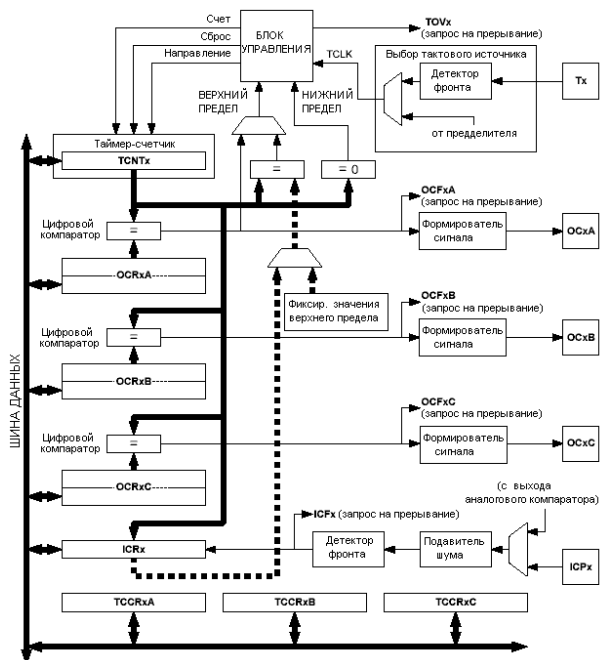 Счет
Сброс
Направление
БЛОК
УПРАВЛЕНИЯ
TOVx
(запрос на прерывание)
TCLK
Выбор тактового источника
Детектор
фронта
Tx
от предделителя
ВЕРХНИЙ
ПРЕДЕЛ
НИЖНИЙ
ПРЕДЕЛ
Таймер-счетчик
TCNTx
=
= 0
Цифровой
компаратор
=
OCRxA
OCFxA
(запрос на прерывание)
Формирователь
сигнала
OCxA
Фиксир. значения
верхнего предела
Цифровой
компаратор
=
OCRxB
OCFxB
(запрос на прерывание)
Формирователь
сигнала
OCxB
Цифровой
компаратор
=
OCRxC
OCFxC
(запрос на прерывание)
Формирователь
сигнала
OCxC
ШИНА ДАННЫХ
(с выхода
аналогового компаратора)
ICFx (запрос на прерывание)
ICRx
Детектор
фронта
Подавитель
шума
ICPx
TCCRxA
TCCRxB
TCCRxC